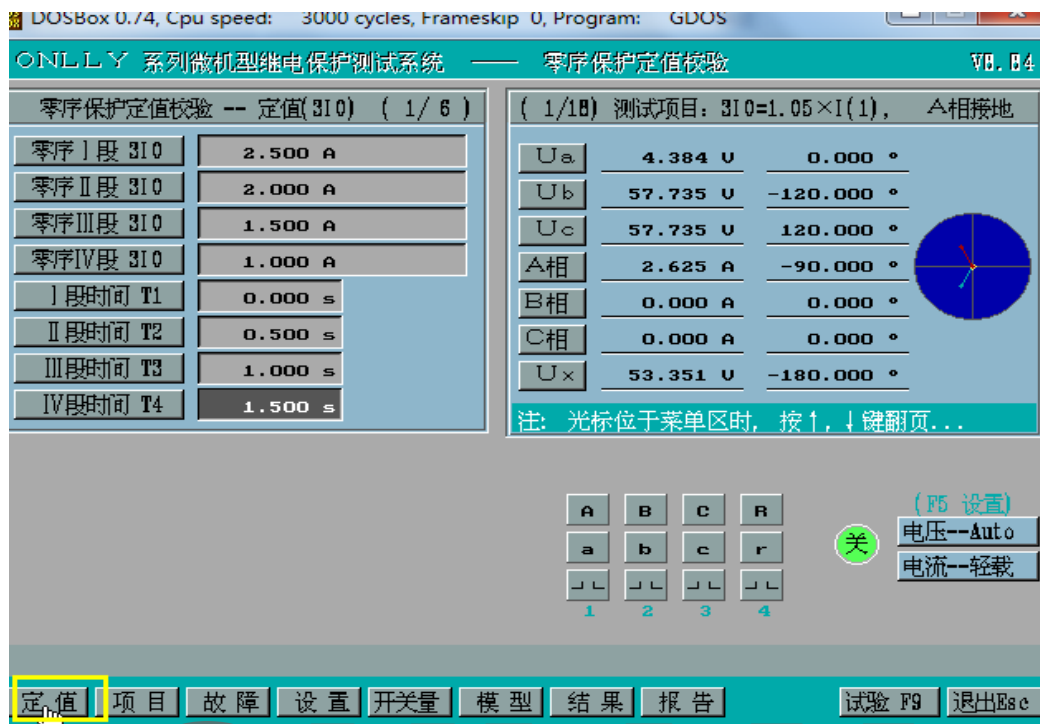 DOSBox 0.74, Cpu speed: 3000 cycles, Frameskip 0, Program: GDOS
ONLLY 系列微机型继电保护测试系统 —— 零序保护定值校验 V8.84
零序保护定值校验 -- 定值(3I0) ( 1/ 6 )
零序Ⅰ段 3I0 2.500 A
零序Ⅱ段 3I0 2.000 A
零序Ⅲ段 3I0 1.500 A
零序Ⅳ段 3I0 1.000 A
Ⅰ段时间 T1 0.000 s
Ⅱ段时间 T2 0.500 s
Ⅲ段时间 T3 1.000 s
Ⅳ段时间 T4 1.500 s
( 1/18) 测试项目: 3I0=1.05×I(1), A相接地
Ua 4.384 V 0.000 °
Ub 57.735 V -120.000 °
Uc 57.735 V 120.000 °
A相 2.625 A -90.000 °
B相 0.000 A 0.000 °
C相 0.000 A 0.000 °
Ux 53.351 V -180.000 °
注: 光标位于菜单区时, 按↑,↓键翻页...
A B C R
a b c r
1 2 3 4
关
(F5 设置)
电压--Auto
电流--轻载
定值 项目 故障 设置 开关量 模型 结果 报告 试验 F9 退出Esc